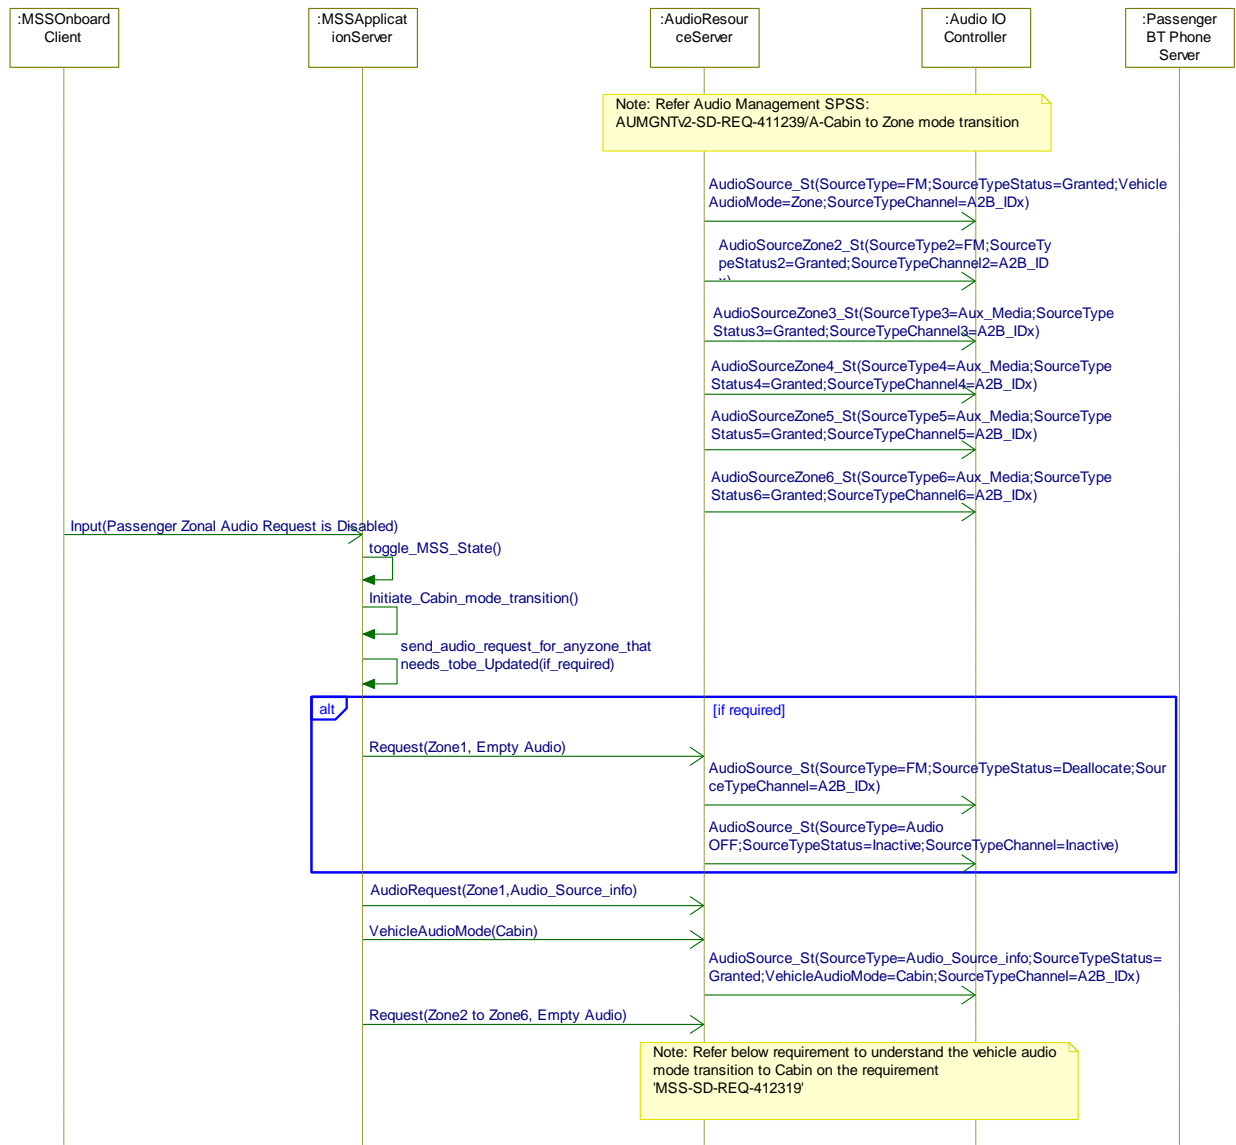 :MSSOnboard
Client
:MSSApplicat
ionServer
:AudioResour
ceServer
:Audio IO
Controller
:Passenger
BT Phone
Server
Note: Refer Audio Management SPSS:
AUMGNTv2-SD-REQ-411239/A-Cabin to Zone mode transition
AudioSource_St(SourceType=FM;SourceTypeStatus=Granted;Vehicle
AudioMode=Zone;SourceTypeChannel=A2B_IDx)
AudioSourceZone2_St(SourceType2=FM;SourceTy
peStatus2=Granted;SourceTypeChannel2=A2B_ID
AudioSourceZone3_St(SourceType3=Aux_Media;SourceType
Status3=Granted;SourceTypeChannel3=A2B_IDx)
AudioSourceZone4_St(SourceType4=Aux_Media;SourceType
Status4=Granted;SourceTypeChannel4=A2B_IDx)
AudioSourceZone5_St(SourceType5=Aux_Media;SourceType
Status5=Granted;SourceTypeChannel5=A2B_IDx)
AudioSourceZone6_St(SourceType6=Aux_Media;SourceType
Status6=Granted;SourceTypeChannel6=A2B_IDx)
Input(Passenger Zonal Audio Request is Disabled)
toggle_MSS_State()
Initiate_Cabin_mode_transition()
send_audio_request_for_anyzone_that
needs_tobe_Updated(if_required)
alt
[if required]
Request(Zone1, Empty Audio)
AudioSource_St(SourceType=FM;SourceTypeStatus=Deallocate;Sour
ceTypeChannel=A2B_IDx)
AudioSource_St(SourceType=Audio
OFF;SourceTypeStatus=Inactive;SourceTypeChannel=Inactive)
AudioRequest(Zone1,Audio_Source_info)
VehicleAudioMode(Cabin)
AudioSource_St(SourceType=Audio_Source_info;SourceTypeStatus=
Granted;VehicleAudioMode=Cabin;SourceTypeChannel=A2B_IDx)
Request(Zone2 to Zone6, Empty Audio)
Note: Refer below requirement to understand the vehicle audio
mode transition to Cabin on the requirement
'MSS-SD-REQ-412319'